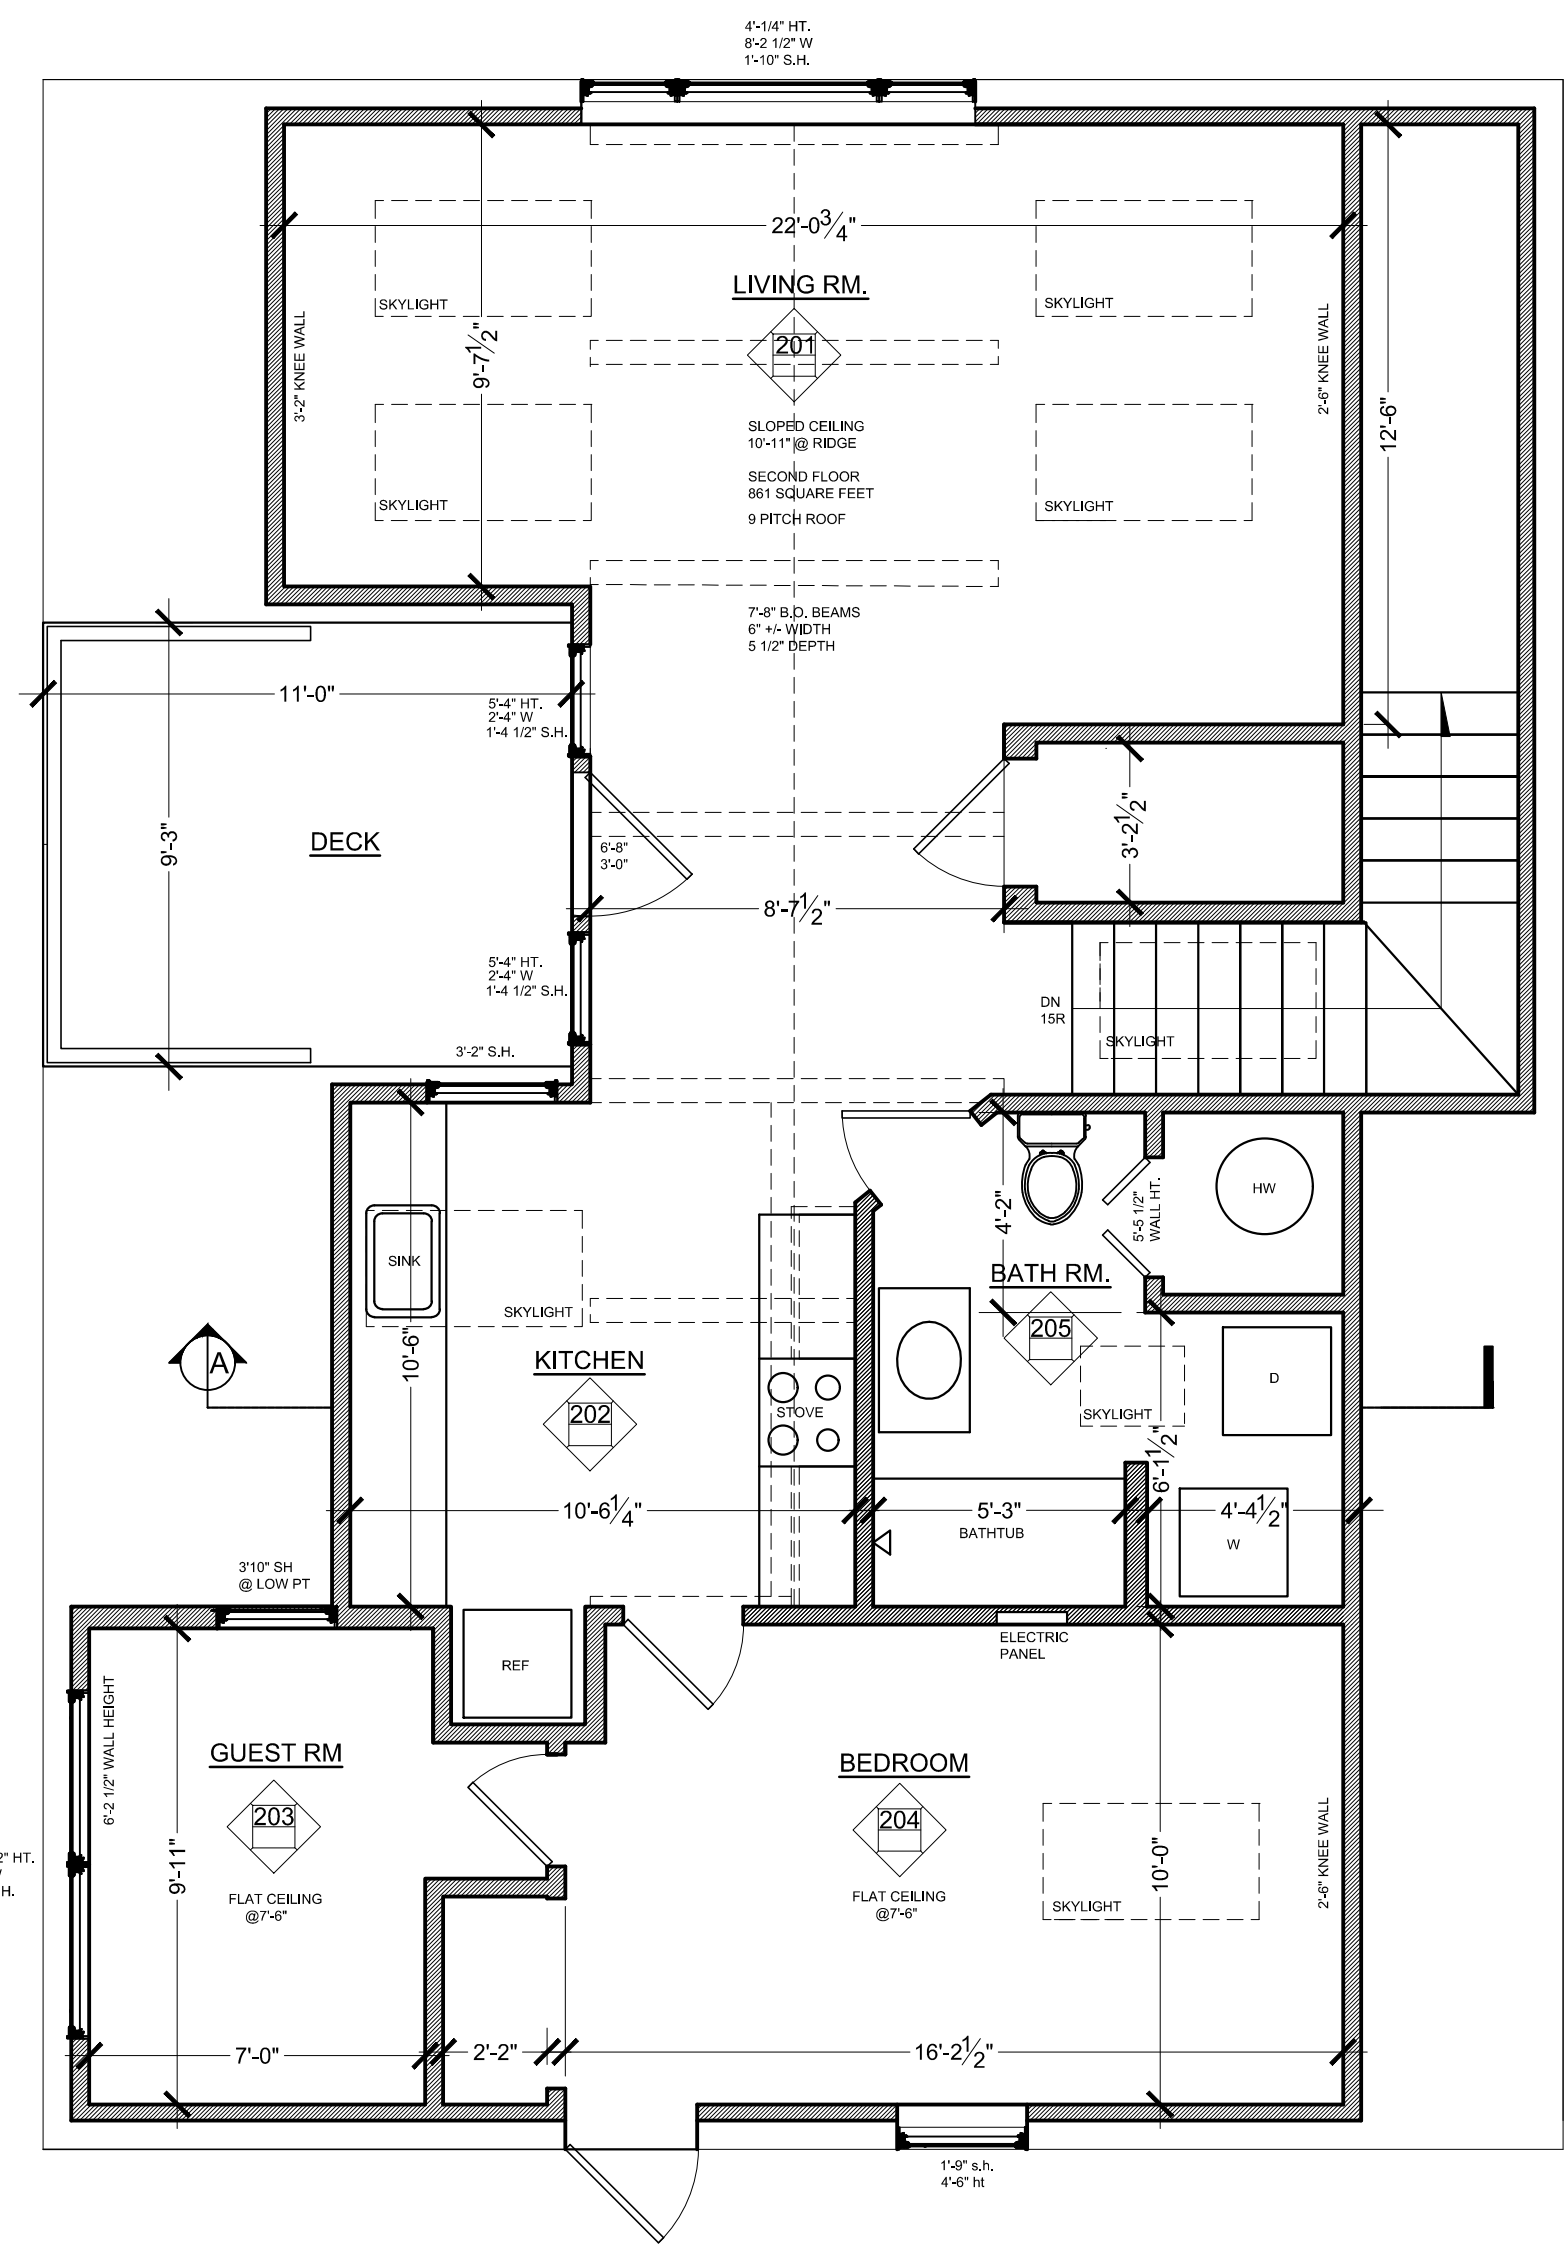 4'-1/4" HT.
8'-2 1/2" W
1'-10" S.H.
22'-0 3/4"
LIVING RM.
201
SKYLIGHT
SKYLIGHT
3'-2" KNEE WALL
9'-7 1/2"
2'-6" KNEE WALL
12'-6"
SLOPED CEILING
10'-11" @ RIDGE
SECOND FLOOR
861 SQUARE FEET
9 PITCH ROOF
SKYLIGHT
SKYLIGHT
7'-8" B.O. BEAMS
6" +/- WIDTH
5 1/2" DEPTH
11'-0"
5'-4" HT.
2'-4" W
1'-4 1/2" S.H.
9'-3"
DECK
6'-8"
3'-0"
3'-2 1/2"
8'-7 1/2"
5'-4" HT.
2'-4" W
1'-4 1/2" S.H.
DN
15R
SKYLIGHT
3'-2" S.H.
4'-2"
5'-5 1/2"
WALL HT.
HW
SINK
SKYLIGHT
BATH RM.
205
10'-6"
KITCHEN
202
A
STOVE
SKYLIGHT
D
6'-1 1/2"
10'-6 1/4"
5'-3"
BATHTUB
4'-4 1/2"
W
3'10" SH
@ LOW PT
ELECTRIC
PANEL
REF
6'-2 1/2" WALL HEIGHT
GUEST RM
203
BEDROOM
204
9'-11"
10'-0"
2'-6" KNEE WALL
2" HT.
H.
FLAT CEILING
@7'-6"
FLAT CEILING
@7'-6"
SKYLIGHT
7'-0"
2'-2"
16'-2 1/2"
1'-9" s.h.
4'-6" ht